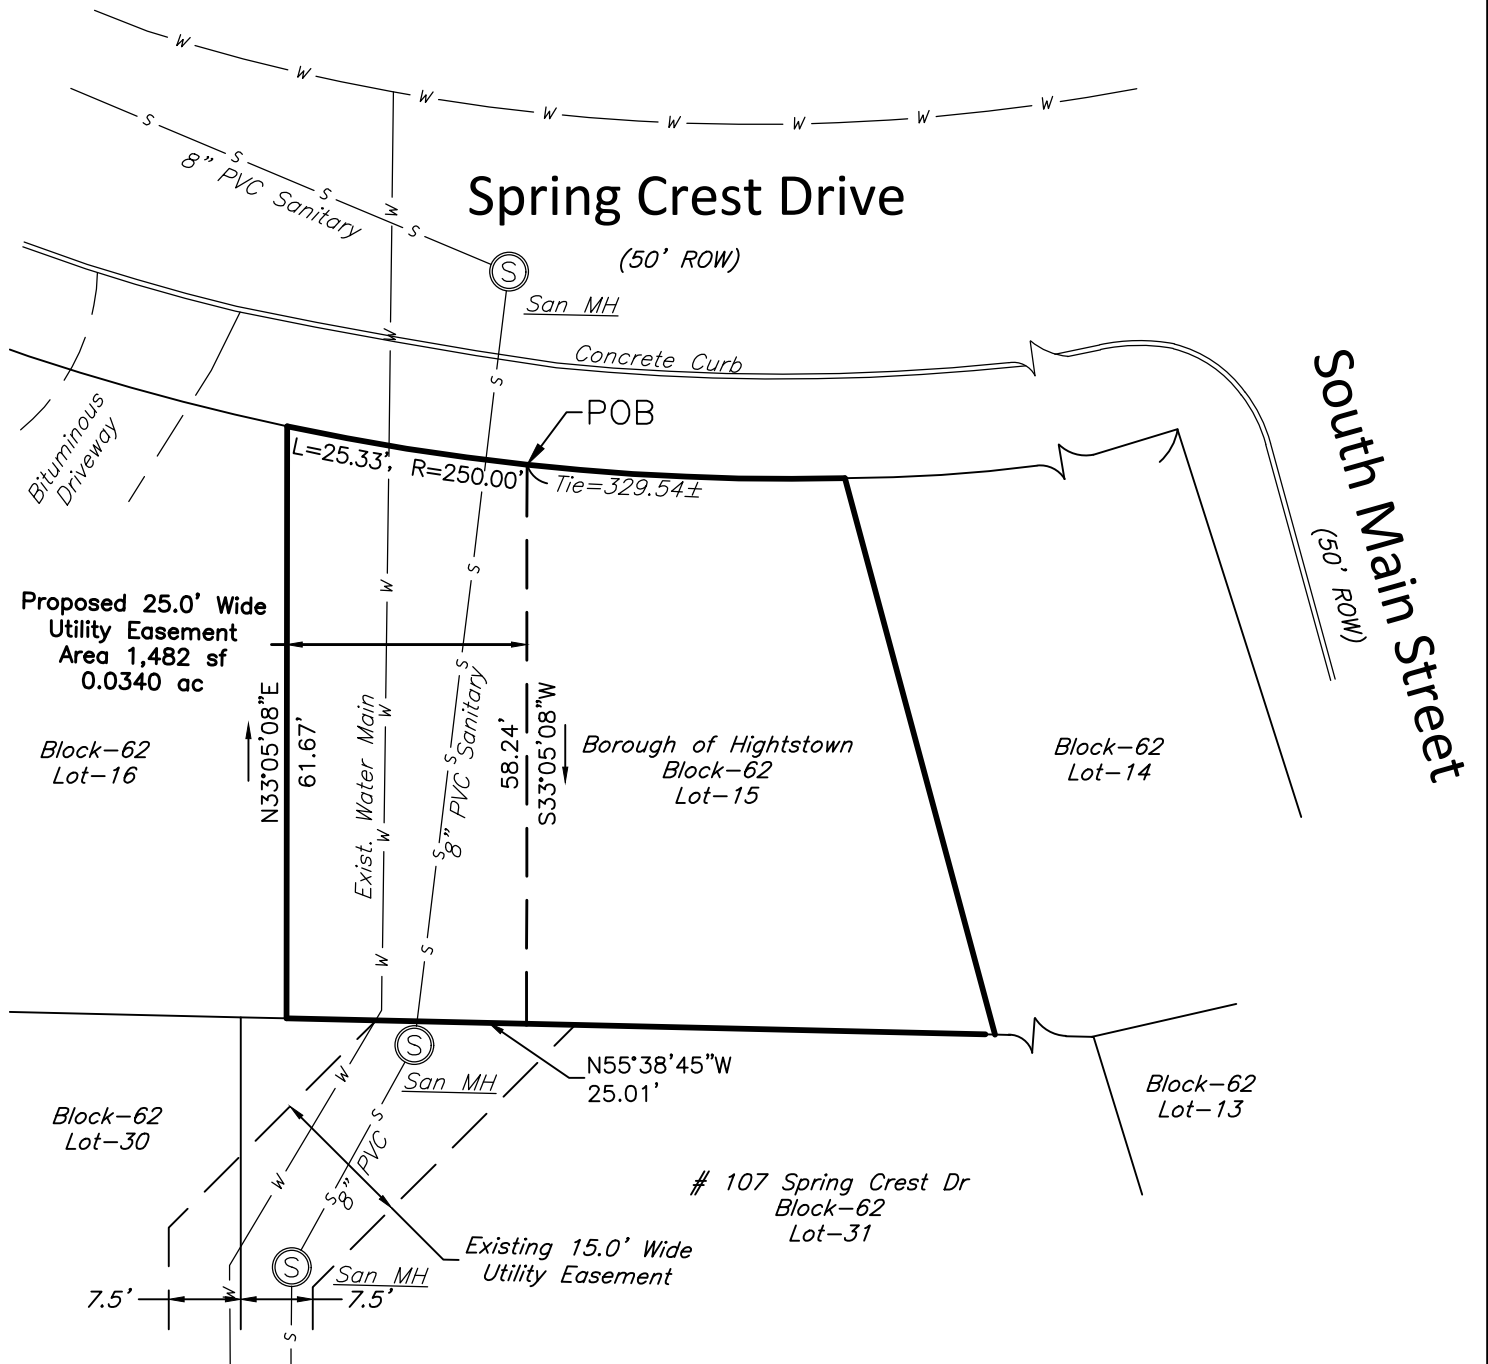 W W W W W W W W
S S S S
8" PVC Sanitary
W
Spring Crest Drive
(50' ROW)
S
San MH
W
Concrete Curb
S
POB
Bituminous
Driveway
L=25.33', R=250.00'
Tie=329.54±
South Main Street
(50' ROW)
Proposed 25.0' Wide
Utility Easement
Area 1,482 sf
0.0340 ac
W
S
S
N33°05'08"E
61.67'
Exist. Water Main
W
W
W
8" PVC Sanitary
S
S
S
58.24'
S33°05'08"W
Block-62
Lot-16
Borough of Hightstown
Block-62
Lot-15
Block-62
Lot-14
S
San MH
N55°38'45"W
25.01'
Block-62
Lot-13
Block-62
Lot-30
W
W
S
8" PVC
S
# 107 Spring Crest Dr
Block-62
Lot-31
Existing 15.0' Wide
Utility Easement
S
San MH
7.5'
W
7.5'
S